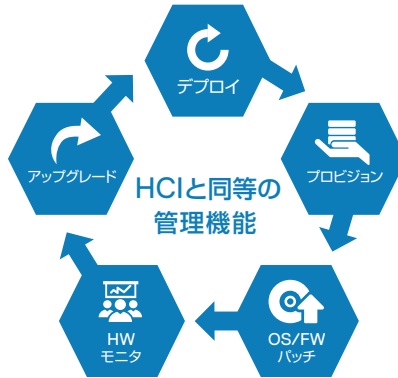 デプロイ
プロビジョン
OS/FW
パッチ
HW
モニタ
アップグレード
HCIと同等の
管理機能